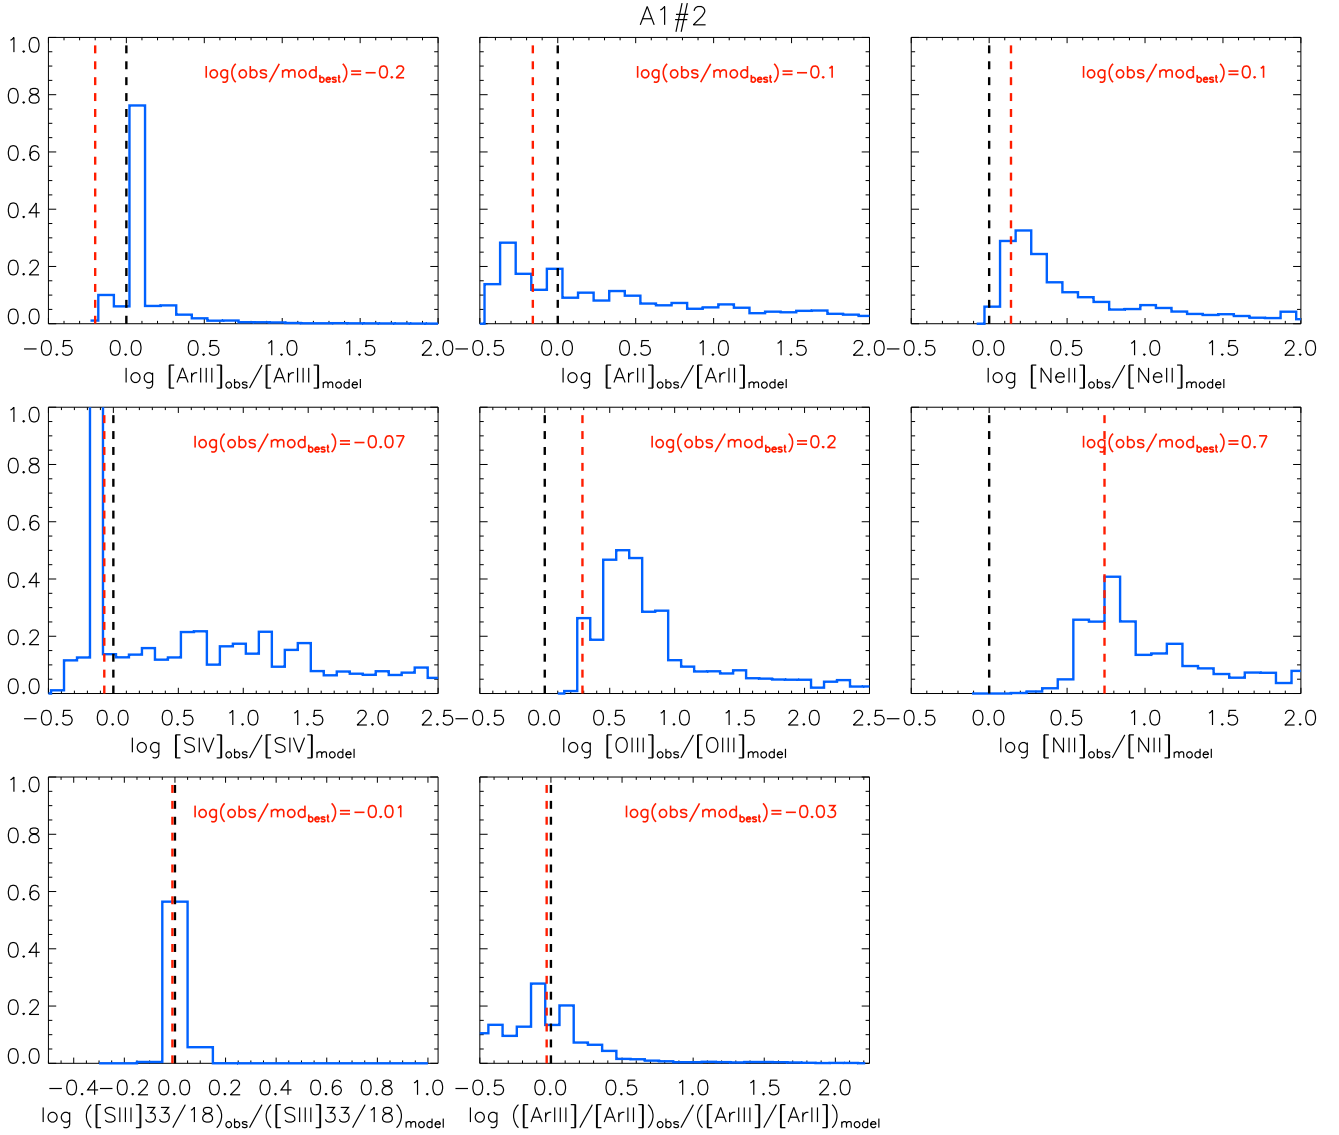 A1#2
log(obs/mod_best)=−0.2
log(obs/mod_best)=−0.1
log(obs/mod_best)=0.1
1.0
0.8
0.6
0.4
0.2
0.0
−0.5 0.0 0.5 1.0 1.5 2.0
−0.5 0.0 0.5 1.0 1.5 2.0
−0.5 0.0 0.5 1.0 1.5 2.0
log [ArIII]obs/[ArIII]model
log [ArII]obs/[ArII]model
log [NeII]obs/[NeII]model
log(obs/mod_best)=−0.07
log(obs/mod_best)=0.2
log(obs/mod_best)=0.7
1.0
0.8
0.6
0.4
0.2
0.0
−0.5 0.0 0.5 1.0 1.5 2.0 2.5
−0.5 0.0 0.5 1.0 1.5 2.0 2.5
−0.5 0.0 0.5 1.0 1.5 2.0
log [SIV]obs/[SIV]model
log [OIII]obs/[OIII]model
log [NII]obs/[NII]model
log(obs/mod_best)=−0.01
log(obs/mod_best)=−0.03
1.0
0.8
0.6
0.4
0.2
0.0
−0.4 −0.2 0.0 0.2 0.4 0.6 0.8 1.0
−0.5 0.0 0.5 1.0 1.5 2.0
log ([SIII]33/18)obs/([SIII]33/18)model
log ([ArIII]/[ArII])obs/([ArIII]/[ArII])model